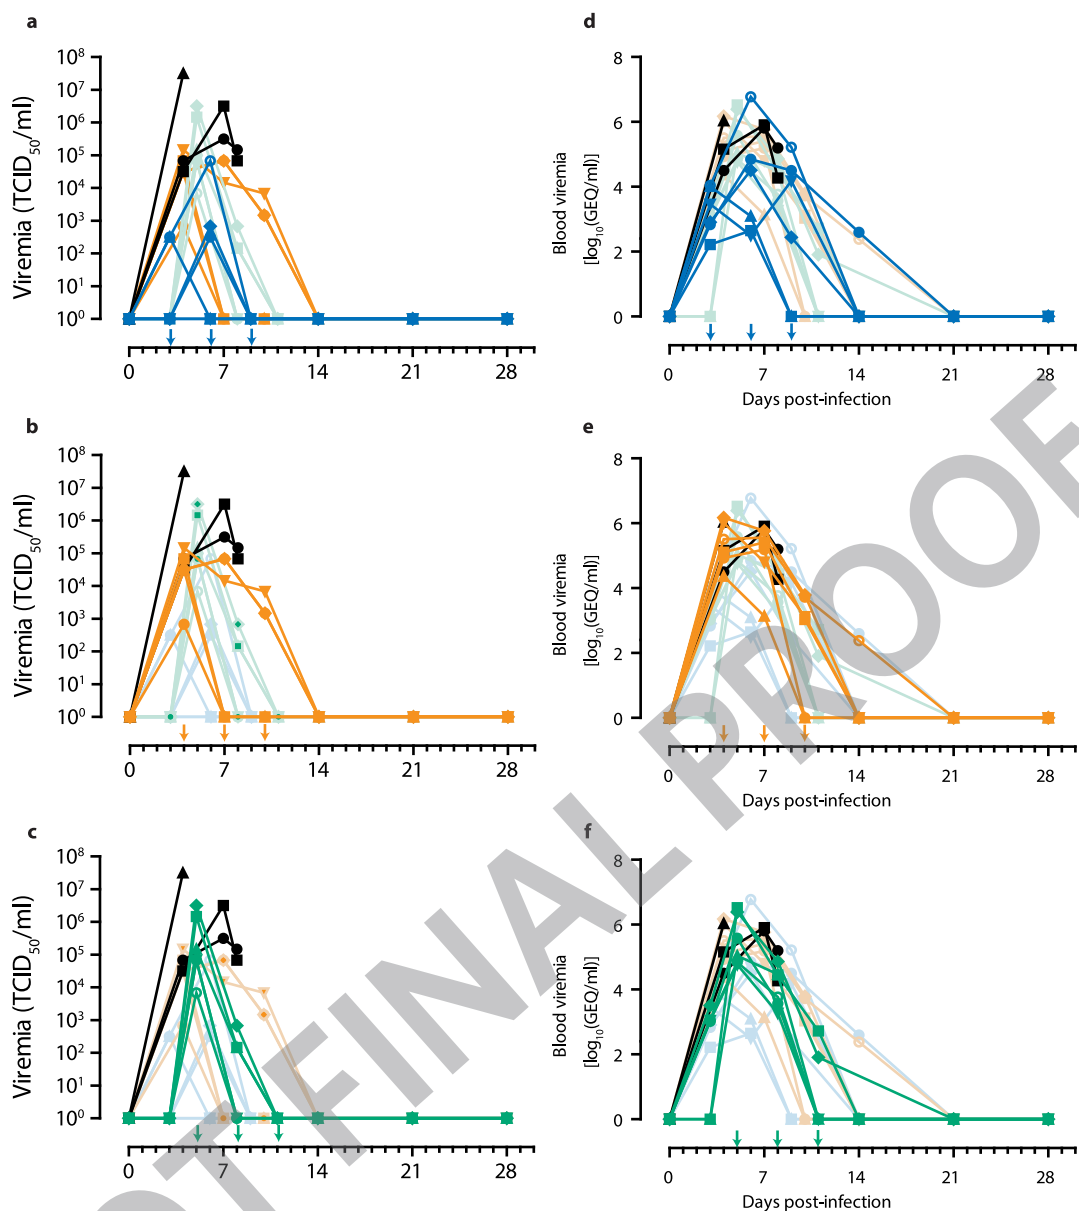 a
Viremia (TCID₅₀/ml)
10⁸
10⁷
10⁶
10⁵
10⁴
10³
10²
10¹
10⁰
0 7 14 21 28
d
Blood viremia
[log₁₀(GEQ/ml)]
8
6
4
2
0
0 7 14 21 28
Days post-infection
b
Viremia (TCID₅₀/ml)
10⁸
10⁷
10⁶
10⁵
10⁴
10³
10²
10¹
10⁰
0 7 14 21 28
e
Blood viremia
[log₁₀(GEQ/ml)]
8
6
4
2
0
0 7 14 21 28
Days post-infection
c
Viremia (TCID₅₀/ml)
10⁸
10⁷
10⁶
10⁵
10⁴
10³
10²
10¹
10⁰
0 7 14 21 28
f
Blood viremia
[log₁₀(GEQ/ml)]
8
6
4
2
0
0 7 14 21 28
Days post-infection
FINAL PROOF